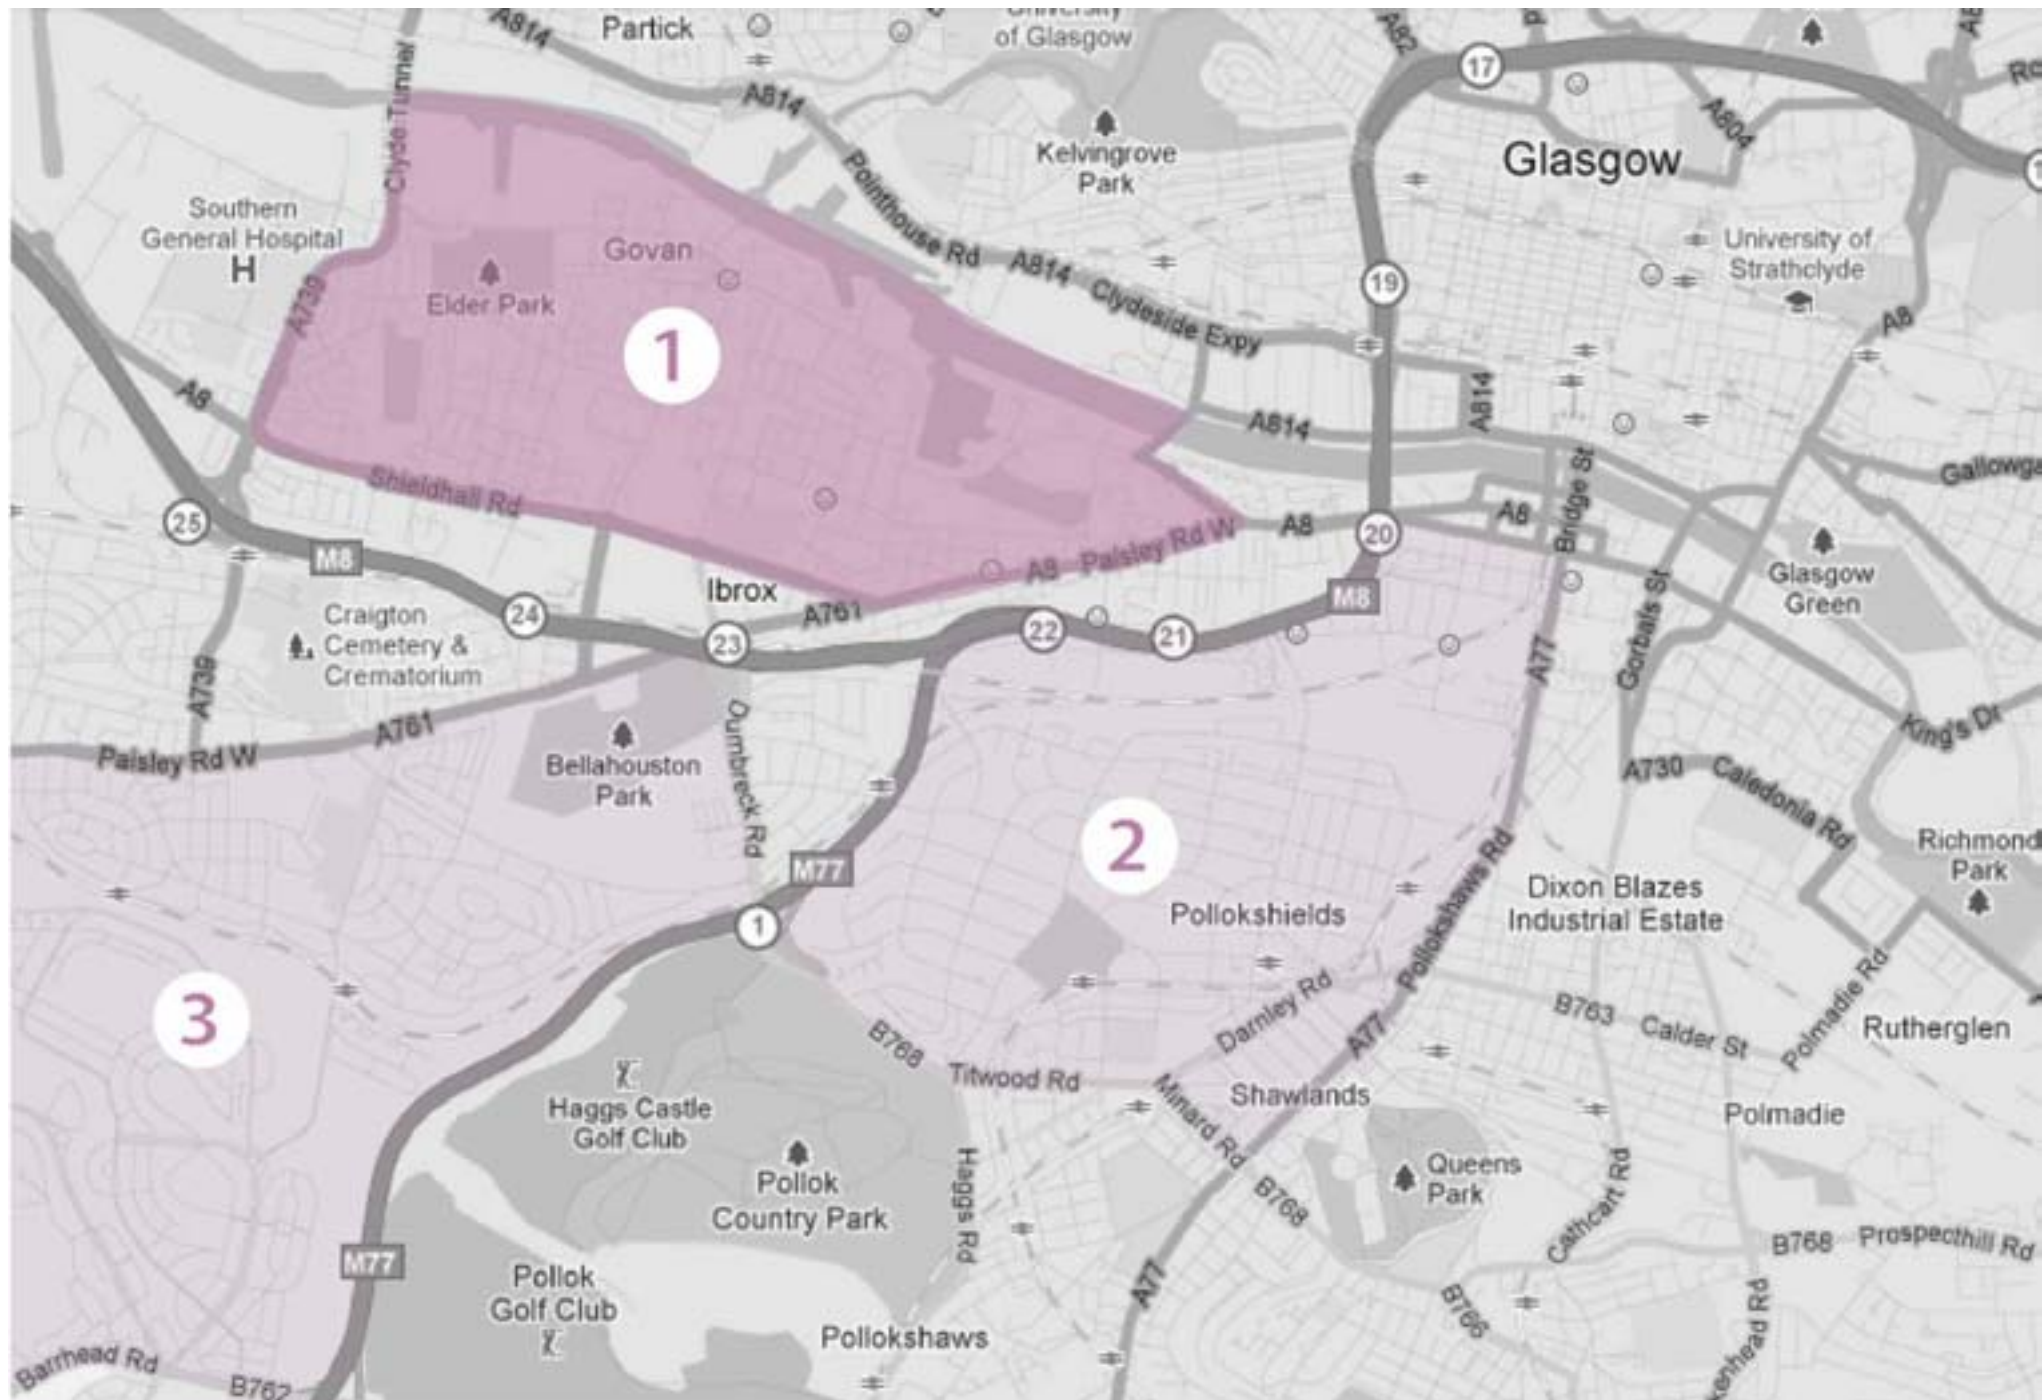 A814
Partick
University
of Glasgow
A82
17
Clyde Tunnel
A814
A804
Kelvingrove
Park
Glasgow
Pointhouse Rd
Southern
General Hospital
H
Govan
A814
Clydeside Expy
19
University of
Strathclyde
A739
Elder Park
1
A8
A8
A814
A814
Bridge St
Shieldhall Rd
25
M8
A8 Paisley Rd W
A8
20
A8
Glasgow
Green
Ibrox
A761
24
23
22
21
M8
Craigton
Cemetery &
Crematorium
A739
A77
Gorbals St
King's Dr
Paisley Rd W
A761
Bellahouston
Park
Dumbreck Rd
M77
A730
Caledonia Rd
2
Richmond
Park
Pollokshields
Pollokshaws Rd
Dixon Blazes
Industrial Estate
1
3
B768
Titwood Rd
Darnley Rd
A77
B763
Calder St
Polmadie Rd
Rutherglen
Haggs Castle
Golf Club
Minard Rd
Shawlands
Polmadie
Pollok
Country Park
Haggs Rd
B768
Queens
Park
Cathcart Rd
B768
Prospecthill Rd
M77
Pollok
Golf Club
A77
B766
Pollokshaws
Barrhead Rd
B762